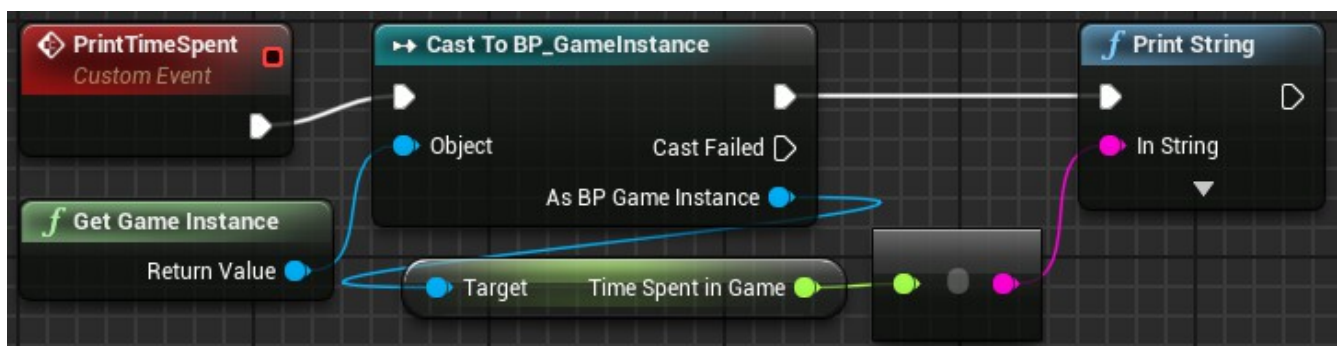 PrintTimeSpent
Custom Event
Cast To BP_GameInstance
Object
Cast Failed
As BP Game Instance
f Print String
In String
f Get Game Instance
Return Value
Target Time Spent in Game